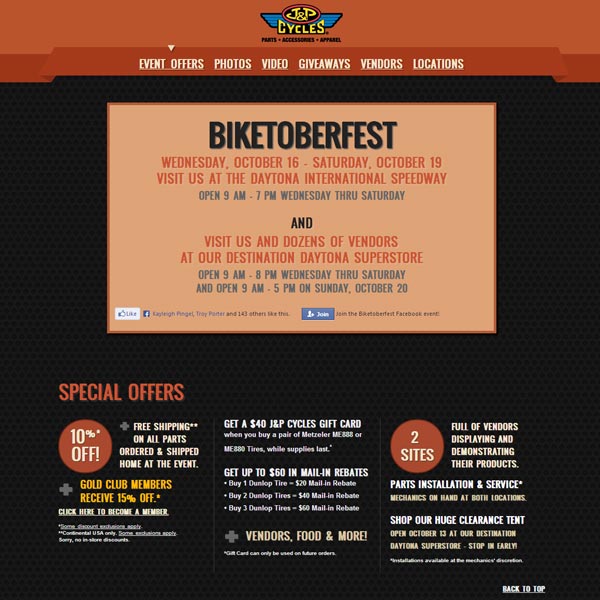 J&P
CYCLES
PARTS • ACCESSORIES • APPAREL
EVENT OFFERS PHOTOS VIDEO GIVEAWAYS VENDORS LOCATIONS
BIKETOBERFEST
WEDNESDAY, OCTOBER 16 - SATURDAY, OCTOBER 19
VISIT US AT THE DAYTONA INTERNATIONAL SPEEDWAY
OPEN 9 AM - 7 PM WEDNESDAY THRU SATURDAY
AND
VISIT US AND DOZENS OF VENDORS
AT OUR DESTINATION DAYTONA SUPERSTORE
OPEN 9 AM - 8 PM WEDNESDAY THRU SATURDAY
AND OPEN 9 AM - 5 PM ON SUNDAY, OCTOBER 20
Like Kayleigh Pingel, Troy Porter and 143 others like this. Join Join the Biketoberfest Facebook event!
SPECIAL OFFERS
10%*
OFF!
FREE SHIPPING**
ON ALL PARTS
ORDERED & SHIPPED
HOME AT THE EVENT.
GOLD CLUB MEMBERS
RECEIVE 15% OFF.*
CLICK HERE TO BECOME A MEMBER.
*Some discount exclusions apply.
**Continental USA only. Some exclusions apply.
Sorry, no in-store discounts.
GET A $40 J&P CYCLES GIFT CARD
when you buy a pair of Metzeler ME888 or
ME880 Tires, while supplies last.*
GET UP TO $60 IN MAIL-IN REBATES
• Buy 1 Dunlop Tire = $20 Mail-in Rebate
• Buy 2 Dunlop Tires = $40 Mail-in Rebate
• Buy 3 Dunlop Tires = $60 Mail-in Rebate
VENDORS, FOOD & MORE!
*Gift Card can only be used on future orders.
2
SITES
FULL OF VENDORS
DISPLAYING AND
DEMONSTRATING
THEIR PRODUCTS.
PARTS INSTALLATION & SERVICE*
MECHANICS ON HAND AT BOTH LOCATIONS.
SHOP OUR HUGE CLEARANCE TENT
OPEN OCTOBER 13 AT OUR DESTINATION
DAYTONA SUPERSTORE - STOP IN EARLY!
*Installations available at the mechanics' discretion.
BACK TO TOP